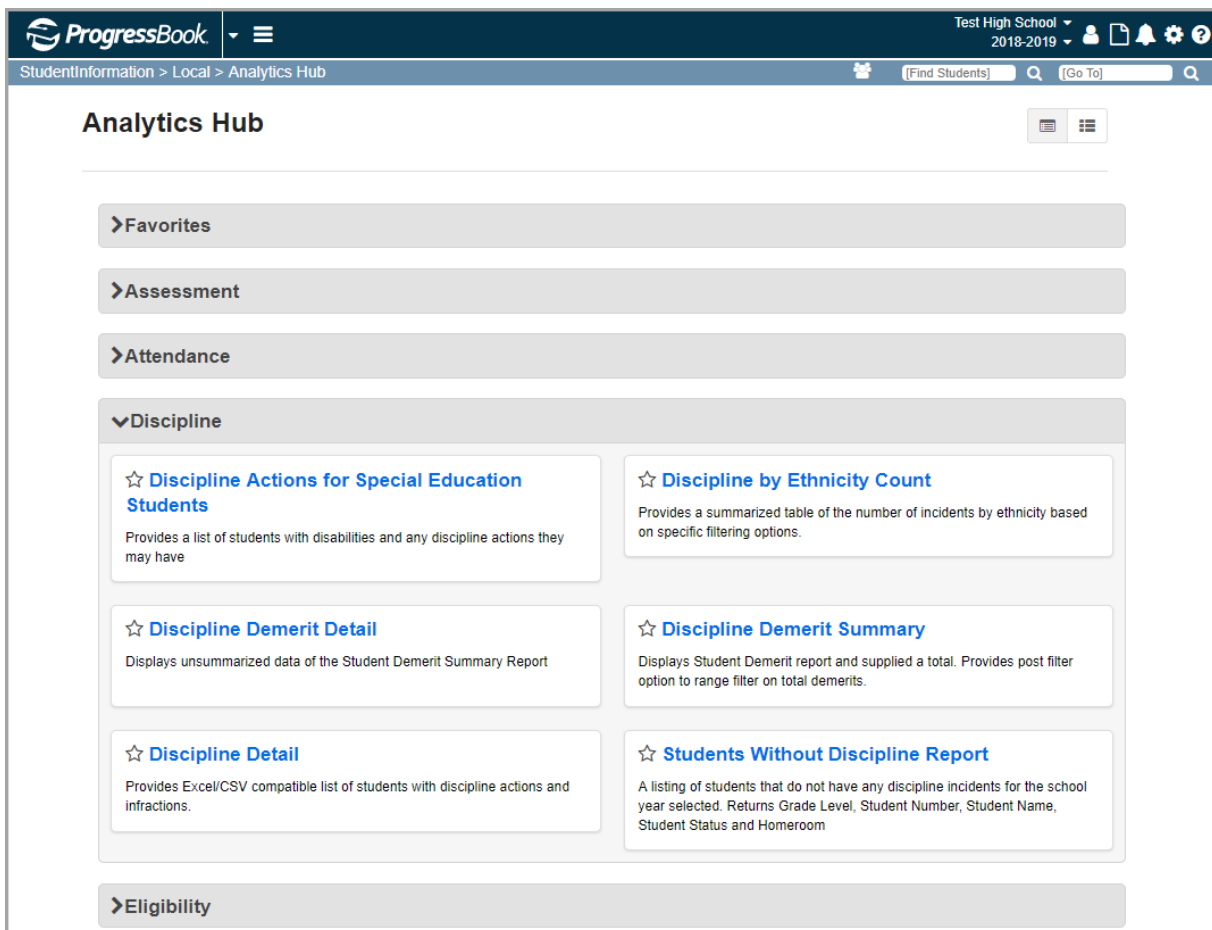 ProgressBook
Test High School
2018-2019
StudentInformation > Local > Analytics Hub
[Find Students]
[Go To]
Analytics Hub
Favorites
Assessment
Attendance
Discipline
Discipline Actions for Special Education
Students
Provides a list of students with disabilities and any discipline actions they
may have
Discipline by Ethnicity Count
Provides a summarized table of the number of incidents by ethnicity based
on specific filtering options.
Discipline Demerit Detail
Displays unsummarized data of the Student Demerit Summary Report
Discipline Demerit Summary
Displays Student Demerit report and supplied a total. Provides post filter
option to range filter on total demerits.
Discipline Detail
Provides Excel/CSV compatible list of students with discipline actions and
infractions.
Students Without Discipline Report
A listing of students that do not have any discipline incidents for the school
year selected. Returns Grade Level, Student Number, Student Name,
Student Status and Homeroom
Eligibility